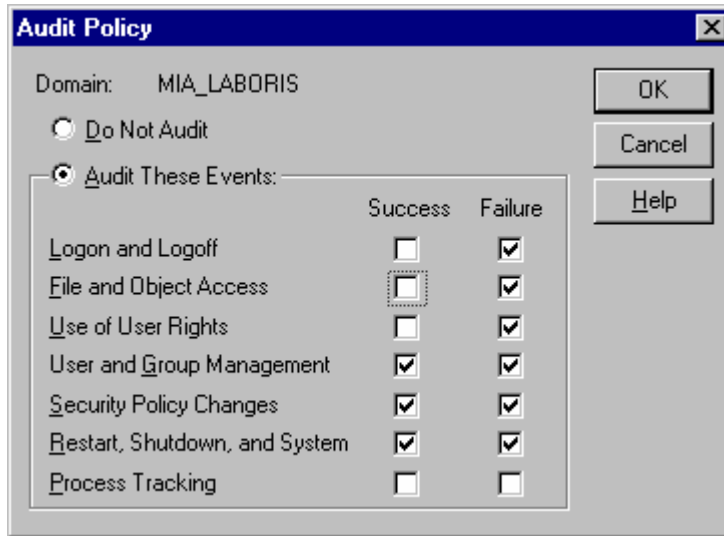 Audit Policy
Domain: MIA_LABORIS
OK
Do Not Audit
Cancel
Audit These Events:
Help
Success Failure
Logon and Logoff
File and Object Access
Use of User Rights
User and Group Management
Security Policy Changes
Restart, Shutdown, and System
Process Tracking